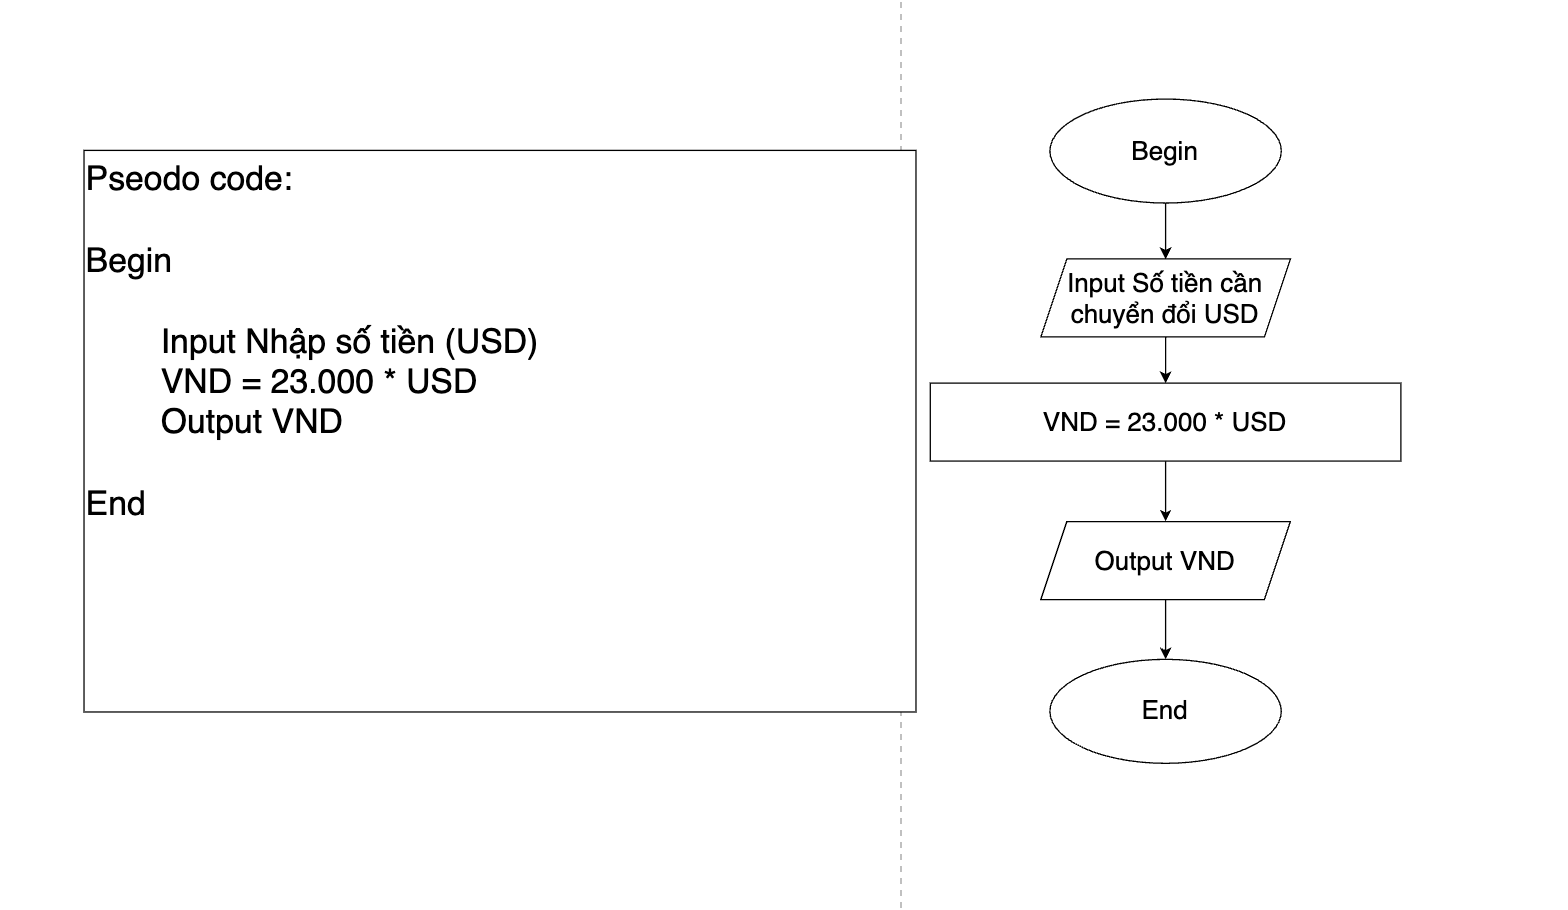 Pseodo code:
Begin
Input Nhập số tiền (USD)
VND = 23.000 * USD
Output VND
End
Begin
Input Số tiền cần
chuyển đổi USD
VND = 23.000 * USD
Output VND
End